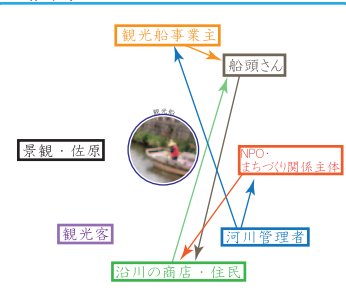 観光船事業主
船頭さん
観光船
景観・佐原
NPO・
まちづくり関係主体
観光客
河川管理者
沿川の商店・住民